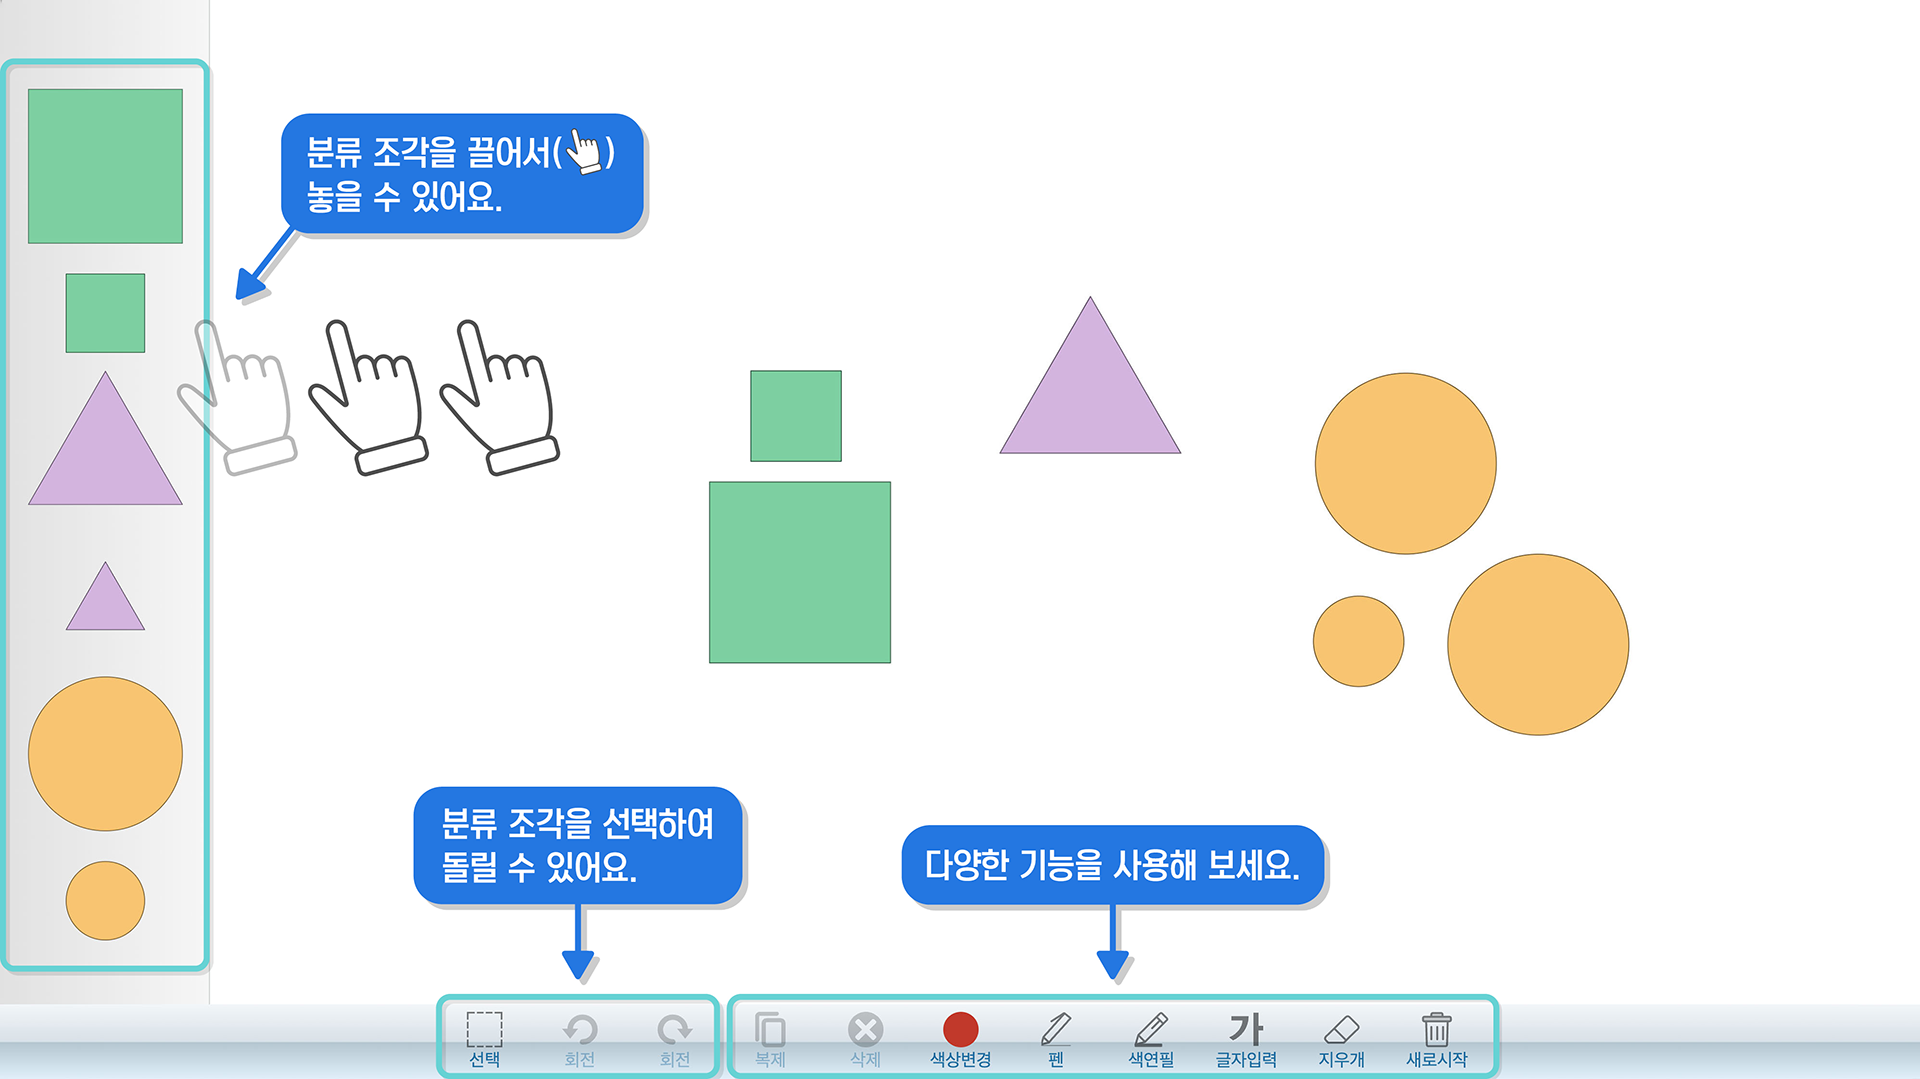 분류 조각을 끌어서( )
놓을 수 있어요.
분류 조각을 선택하여
돌릴 수 있어요.
다양한 기능을 사용해 보세요.
선택 회전 회전 복제 삭제 색상변경 펜 색연필 가 글자입력 지우개 새로시작